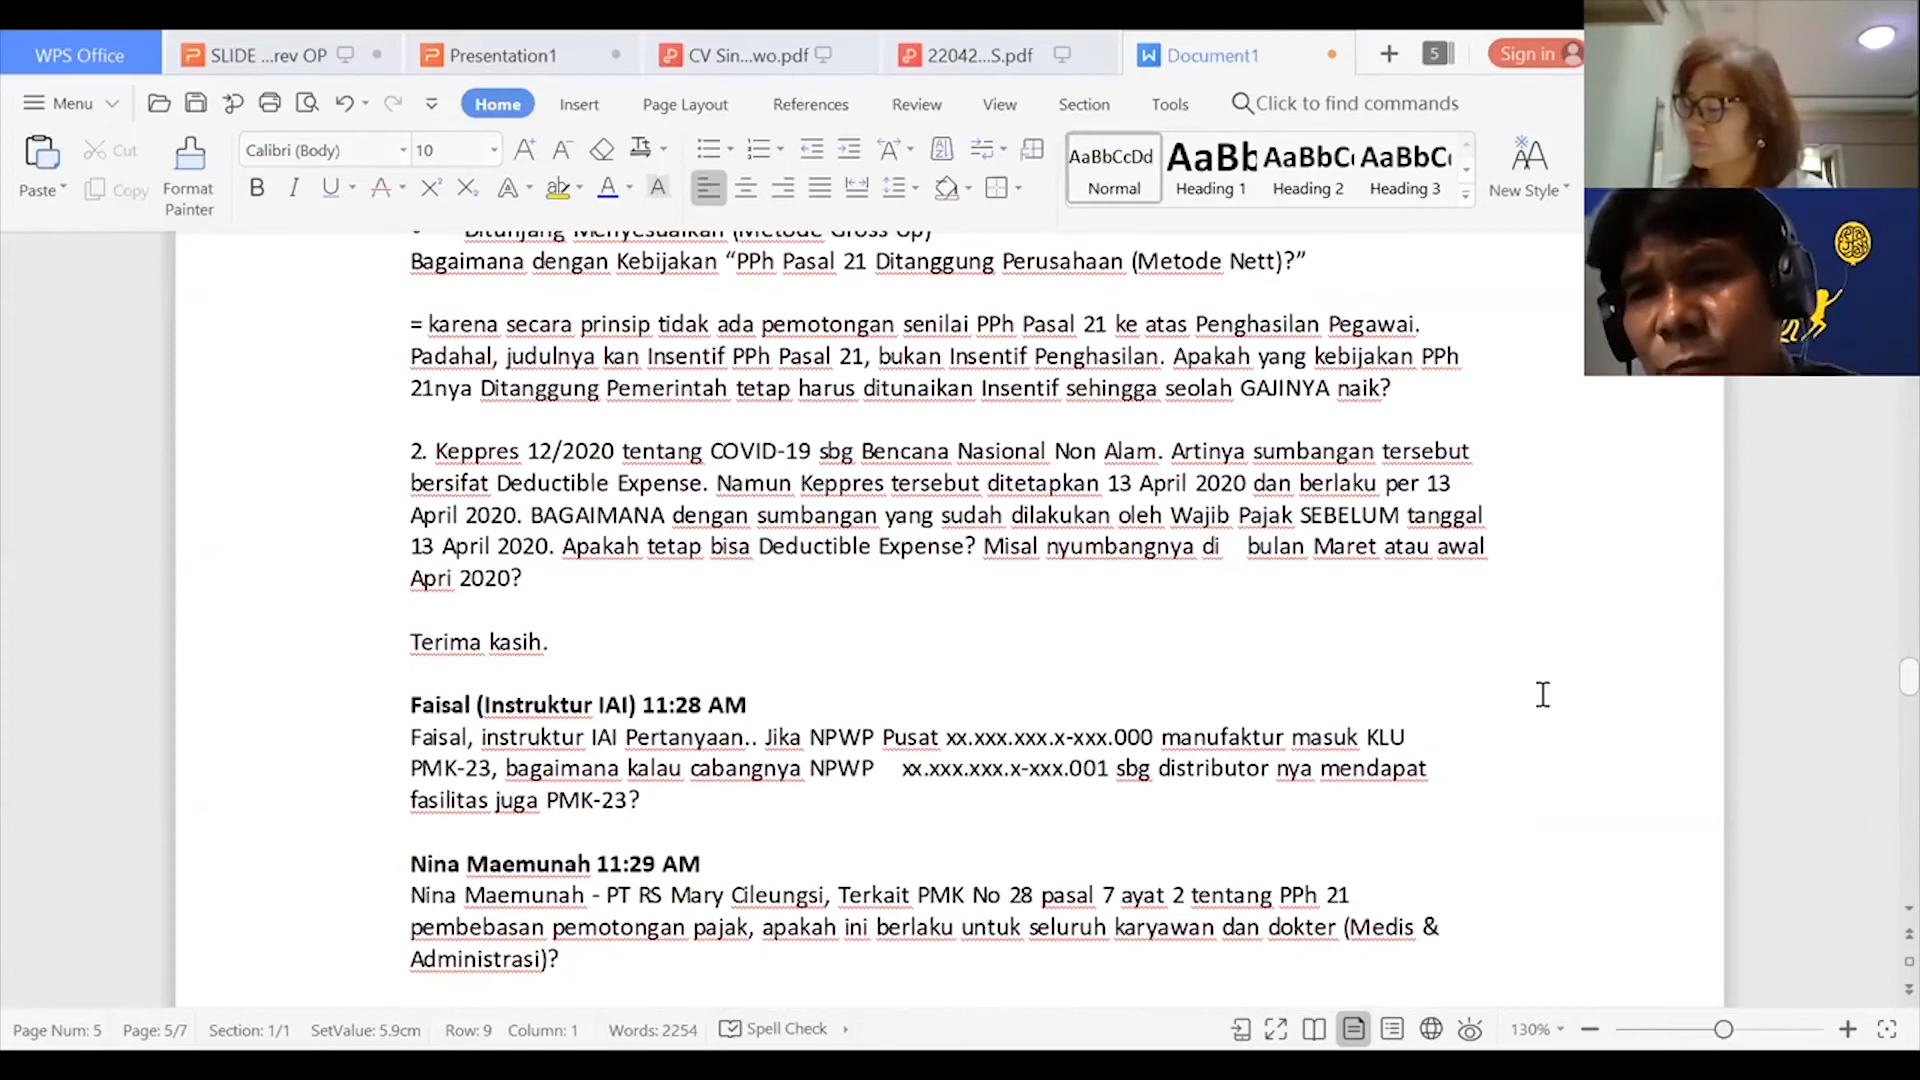 WPS Office
SLIDE ...rev OP
Presentation1
CV Sin...wo.pdf
22042...S.pdf
Document1
5
Sign in
Menu
Home
Insert
Page Layout
References
Review
View
Section
Tools
Click to find commands
Paste
Cut
Copy
Format
Painter
Calibri (Body)
10
AaBbCcDd
Normal
AaBb
Heading 1
AaBbC
Heading 2
AaBbC
Heading 3
New Style
Ditunjang Menyesuaikan (Metode Gross Up)
Bagaimana dengan Kebijakan “PPh Pasal 21 Ditanggung Perusahaan (Metode Nett)?”
= karena secara prinsip tidak ada pemotongan senilai PPh Pasal 21 ke atas Penghasilan Pegawai.
Padahal, judulnya kan Insentif PPh Pasal 21, bukan Insentif Penghasilan. Apakah yang kebijakan PPh
21nya Ditanggung Pemerintah tetap harus ditunaikan Insentif sehingga seolah GAJINYA naik?
2. Keppres 12/2020 tentang COVID-19 sbg Bencana Nasional Non Alam. Artinya sumbangan tersebut
bersifat Deductible Expense. Namun Keppres tersebut ditetapkan 13 April 2020 dan berlaku per 13
April 2020. BAGAIMANA dengan sumbangan yang sudah dilakukan oleh Wajib Pajak SEBELUM tanggal
13 April 2020. Apakah tetap bisa Deductible Expense? Misal nyumbangnya di bulan Maret atau awal
Apri 2020?
Terima kasih.
Faisal (Instruktur IAI) 11:28 AM
Faisal, instruktur IAI Pertanyaan.. Jika NPWP Pusat xx.xxx.xxx.x-xxx.000 manufaktur masuk KLU
PMK-23, bagaimana kalau cabangnya NPWP xx.xxx.xxx.x-xxx.001 sbg distributor nya mendapat
fasilitas juga PMK-23?
Nina Maemunah 11:29 AM
Nina Maemunah - PT RS Mary Cileungsi, Terkait PMK No 28 pasal 7 ayat 2 tentang PPh 21
pembebasan pemotongan pajak, apakah ini berlaku untuk seluruh karyawan dan dokter (Medis &
Administrasi)?
Page Num: 5
Page: 5/7
Section: 1/1
SetValue: 5.9cm
Row: 9
Column: 1
Words: 2254
Spell Check
130%